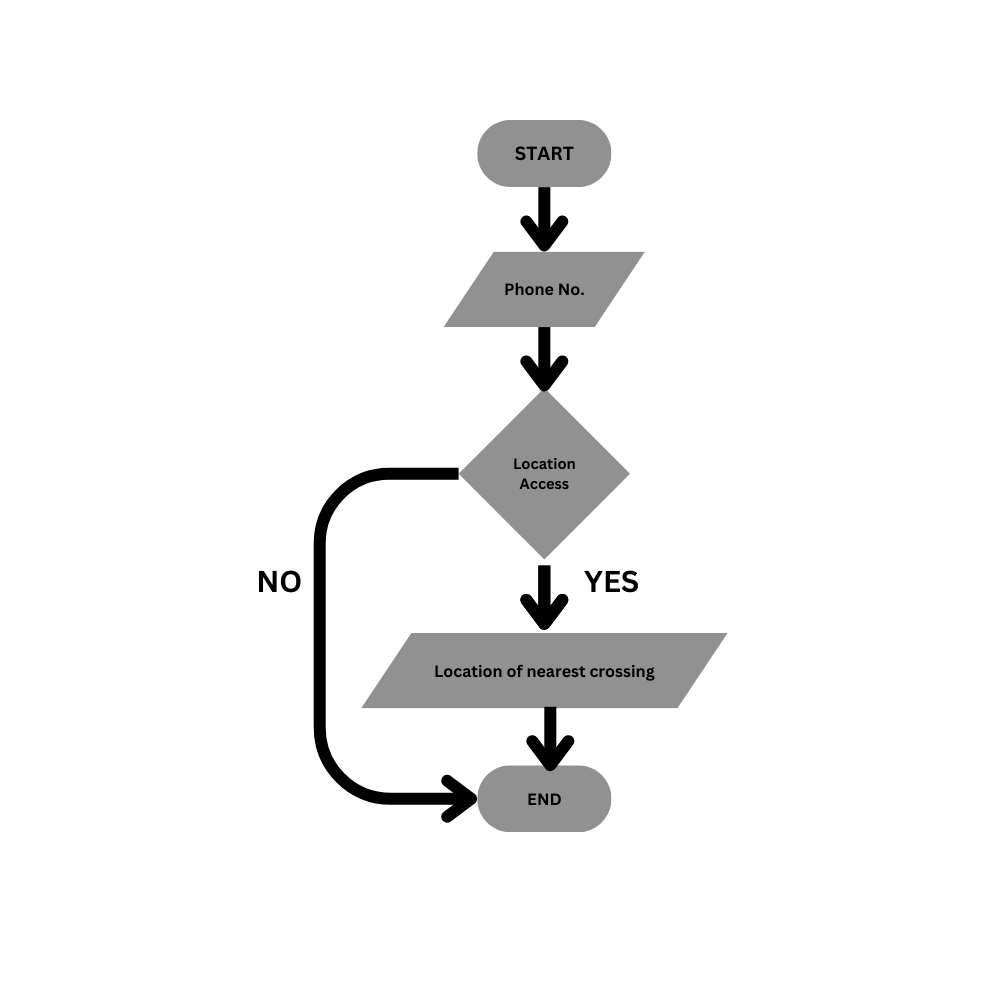 START
Phone No.
Location
Access
NO
YES
Location of nearest crossing
END